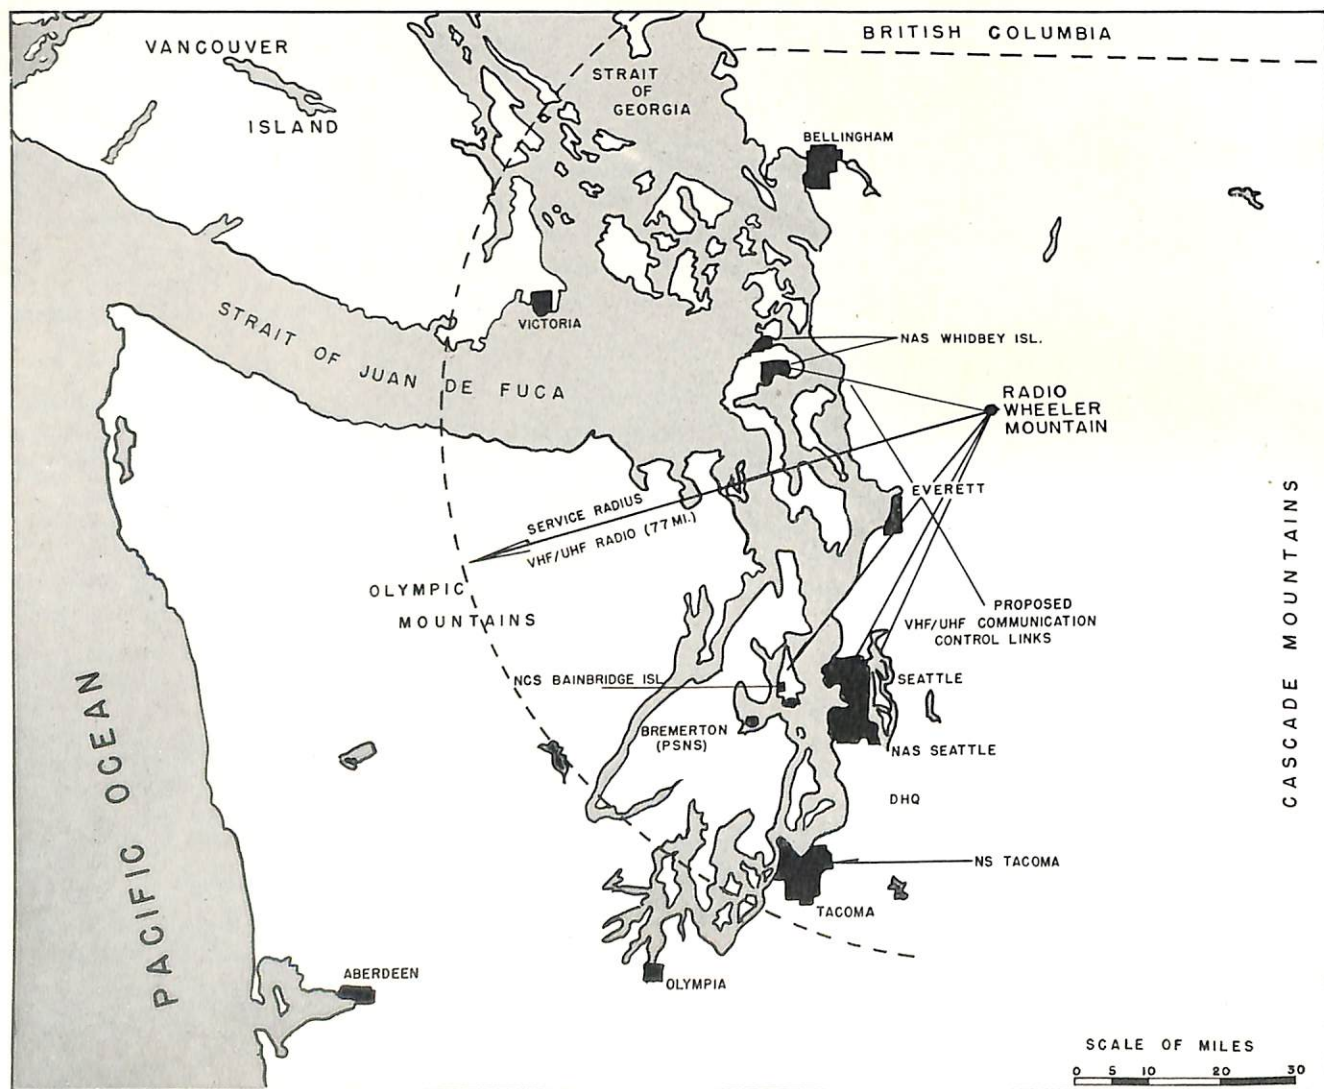 BRITISH COLUMBIA
VANCOUVER
ISLAND
STRAIT
OF
GEORGIA
BELLINGHAM
VICTORIA
STRAIT OF JUAN DE FUCA
NAS WHIDBEY ISL.
RADIO
WHEELER
MOUNTAIN
EVERETT
SERVICE RADIUS
VHF/UHF RADIO (77 MI.)
OLYMPIC
MOUNTAINS
PROPOSED
VHF/UHF COMMUNICATION
CONTROL LINKS
CASCADE MOUNTAINS
NCS BAINBRIDGE ISL
SEATTLE
BREMERTON
(PSNS)
NAS SEATTLE
DHQ
PACIFIC OCEAN
NS TACOMA
TACOMA
ABERDEEN
OLYMPIA
SCALE OF MILES
0 5 10 20 30